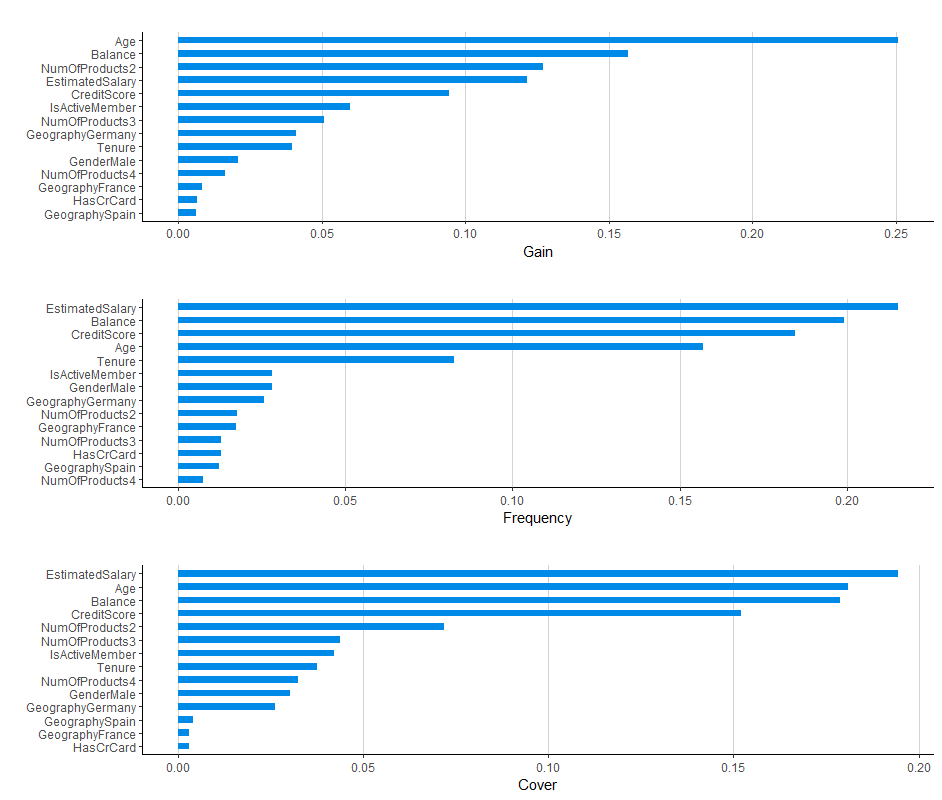 Age
Balance
NumOfProducts2
EstimatedSalary
CreditScore
IsActiveMember
NumOfProducts3
GeographyGermany
Tenure
GenderMale
NumOfProducts4
GeographyFrance
HasCrCard
GeographySpain
0.00 0.05 0.10 0.15 0.20 0.25
Gain
EstimatedSalary
Balance
CreditScore
Age
Tenure
IsActiveMember
GenderMale
GeographyGermany
NumOfProducts2
GeographyFrance
NumOfProducts3
HasCrCard
GeographySpain
NumOfProducts4
0.00 0.05 0.10 0.15 0.20
Frequency
EstimatedSalary
Age
Balance
CreditScore
NumOfProducts2
NumOfProducts3
IsActiveMember
Tenure
NumOfProducts4
GenderMale
GeographyGermany
GeographySpain
GeographyFrance
HasCrCard
0.00 0.05 0.10 0.15 0.20
Cover